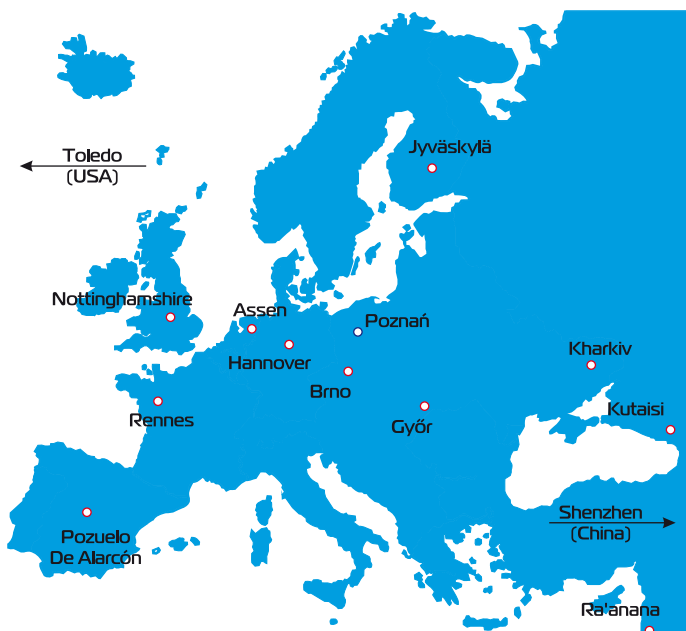 Toledo
(USA)
Jyväskylä
Nottinghamshire
Assen
Poznań
Hannover
Kharkiv
Brno
Rennes
Győr
Kutaisi
Shenzhen
(China)
Pozuelo
De Alarcón
Ra'anana